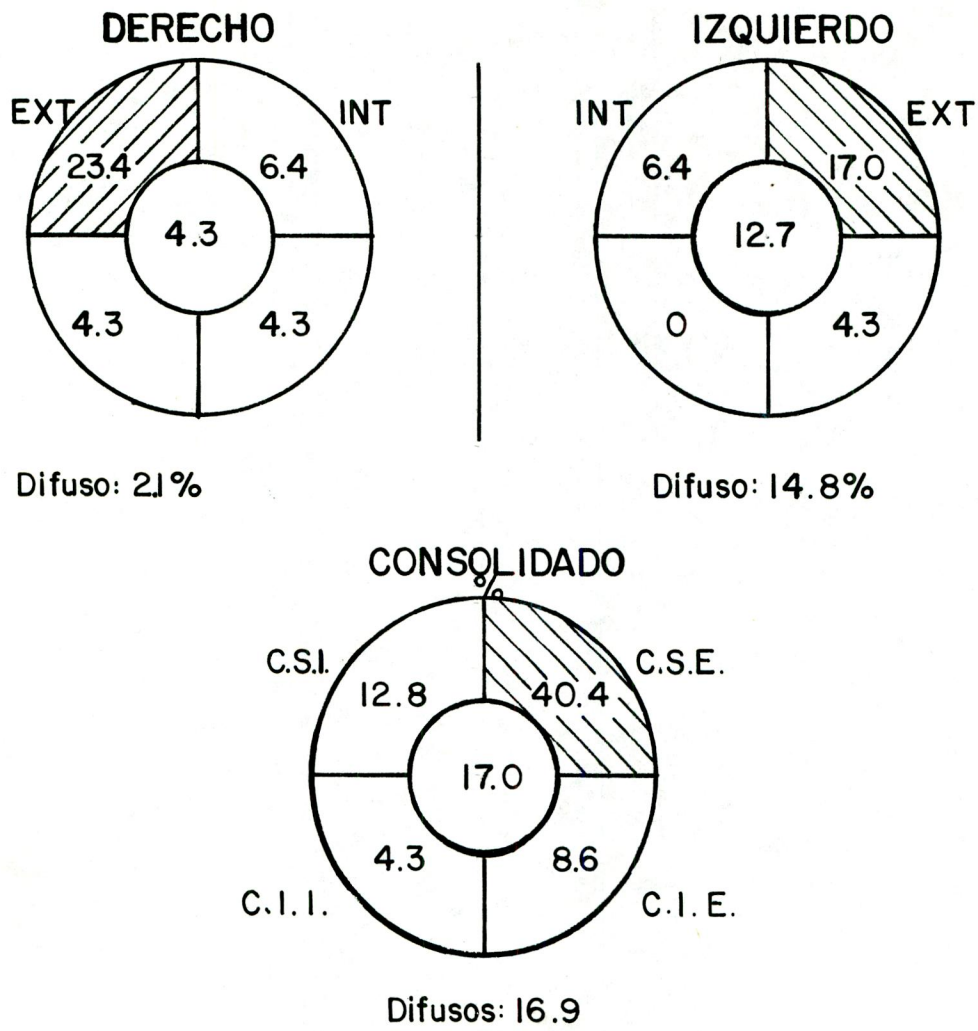 DERECHO
EXT
INT
23.4
6.4
4.3
4.3
4.3
Difuso: 2.1%
IZQUIERDO
INT
EXT
6.4
17.0
12.7
0
4.3
Difuso: 14.8%
CONSOLIDADO
%
C.S.I.
C.S.E.
12.8
40.4
17.0
4.3
8.6
C.I.I.
C.I.E.
Difusos: 16.9